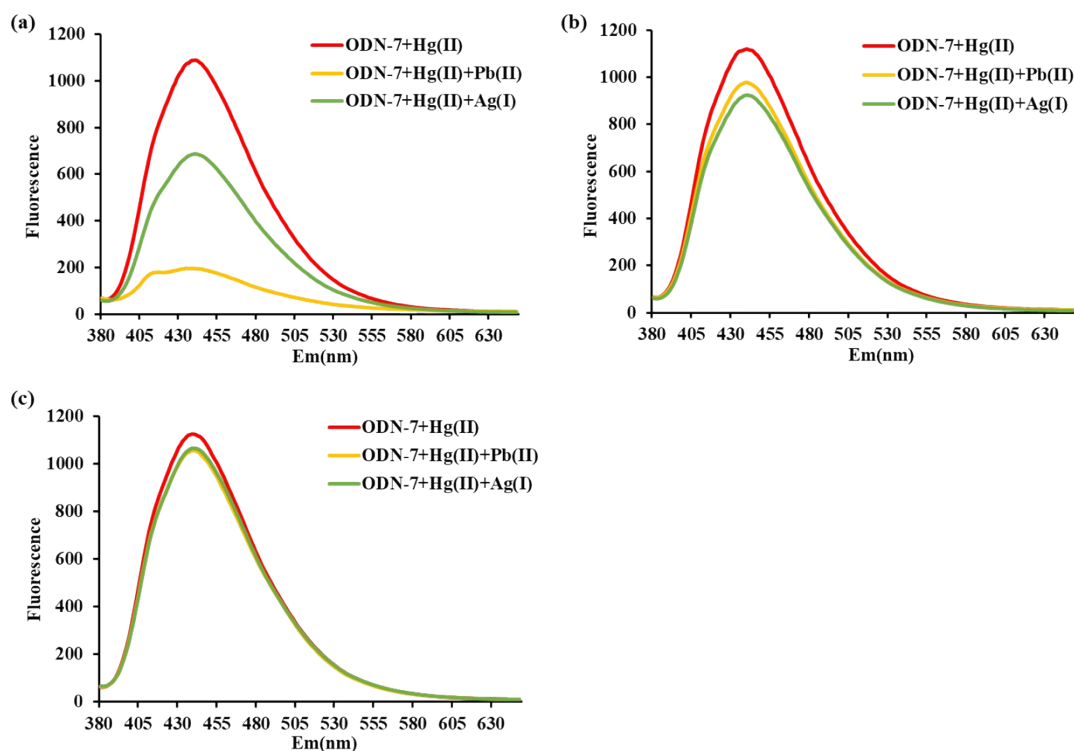 (a)
1200
1000
800
600
400
200
0
Fluorescence
ODN-7+Hg(II)
ODN-7+Hg(II)+Pb(II)
ODN-7+Hg(II)+Ag(I)
380 405 430 455 480 505 530 555 580 605 630
Em(nm)
(b)
1200
1000
800
600
400
200
0
Fluorescence
ODN-7+Hg(II)
ODN-7+Hg(II)+Pb(II)
ODN-7+Hg(II)+Ag(I)
380 405 430 455 480 505 530 555 580 605 630
Em(nm)
(c)
1200
1000
800
600
400
200
0
Fluorescence
ODN-7+Hg(II)
ODN-7+Hg(II)+Pb(II)
ODN-7+Hg(II)+Ag(I)
380 405 430 455 480 505 530 555 580 605 630
Em(nm)